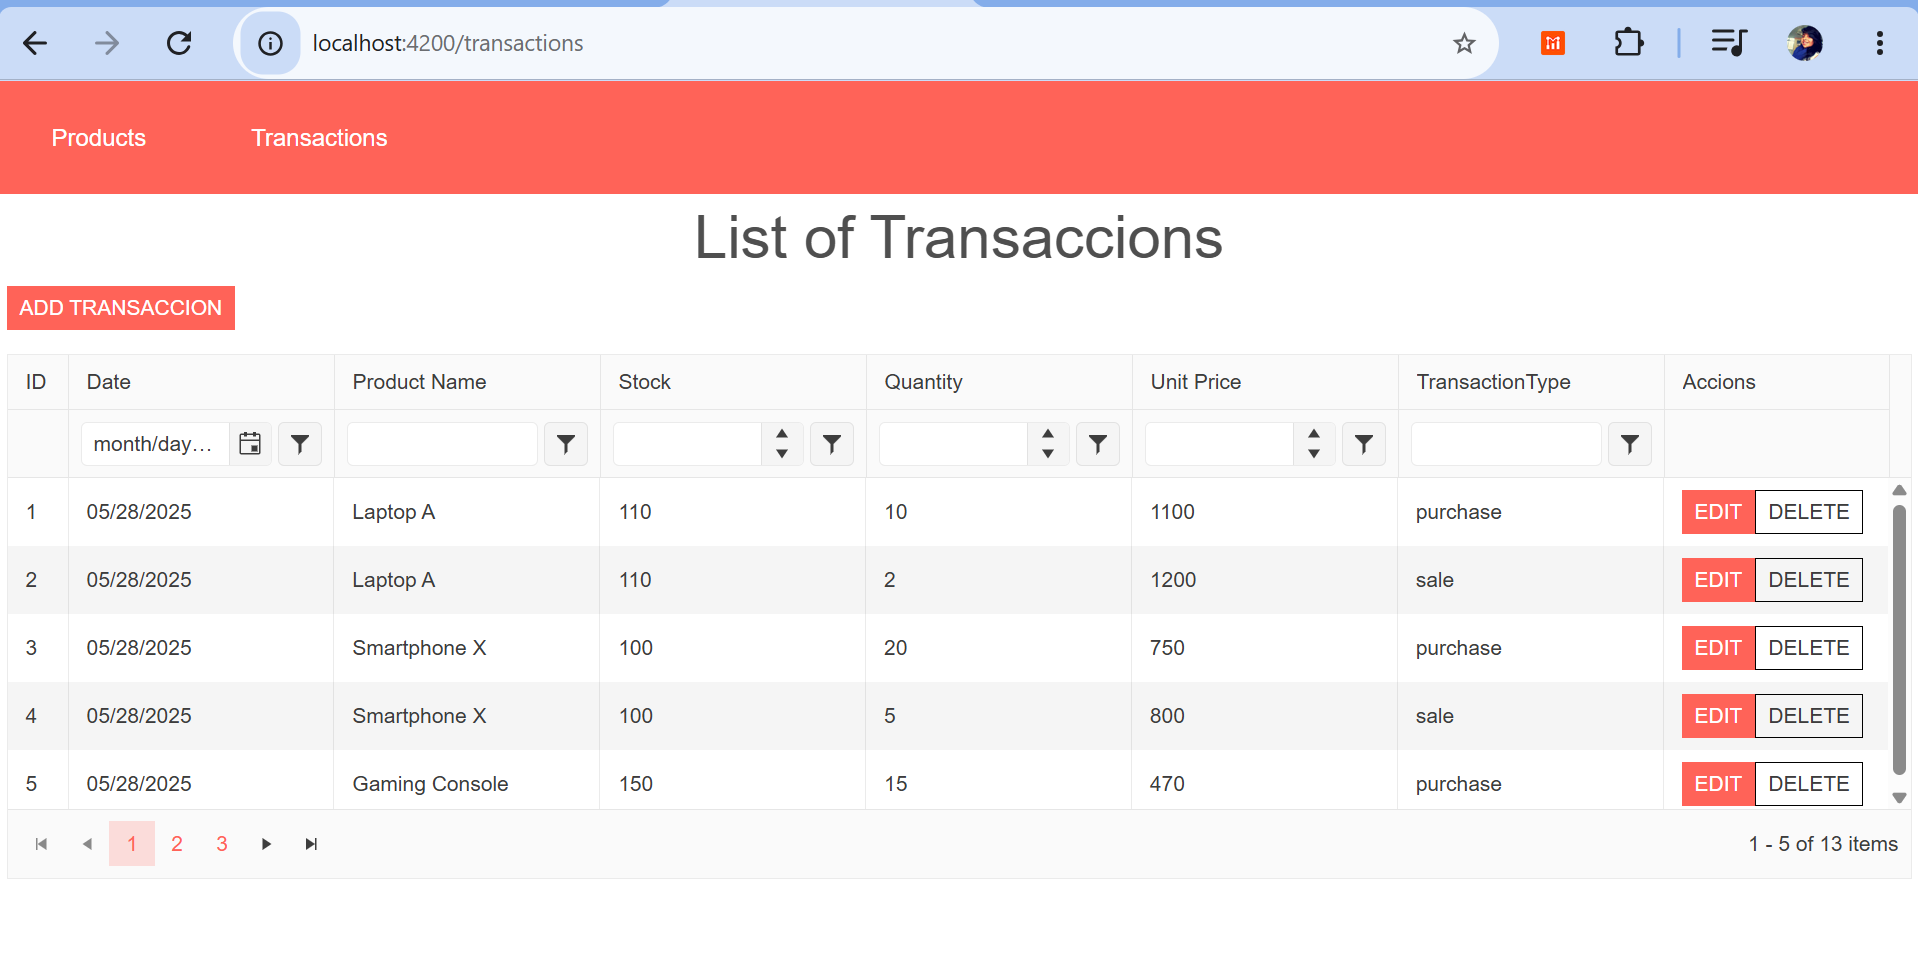 localhost:4200/transactions
Products Transactions
List of Transaccions
ADD TRANSACCION
ID Date Product Name Stock Quantity Unit Price TransactionType Accions
month/day...
1 05/28/2025 Laptop A 110 10 1100 purchase EDIT DELETE
2 05/28/2025 Laptop A 110 2 1200 sale EDIT DELETE
3 05/28/2025 Smartphone X 100 20 750 purchase EDIT DELETE
4 05/28/2025 Smartphone X 100 5 800 sale EDIT DELETE
5 05/28/2025 Gaming Console 150 15 470 purchase EDIT DELETE
1 2 3 1 - 5 of 13 items